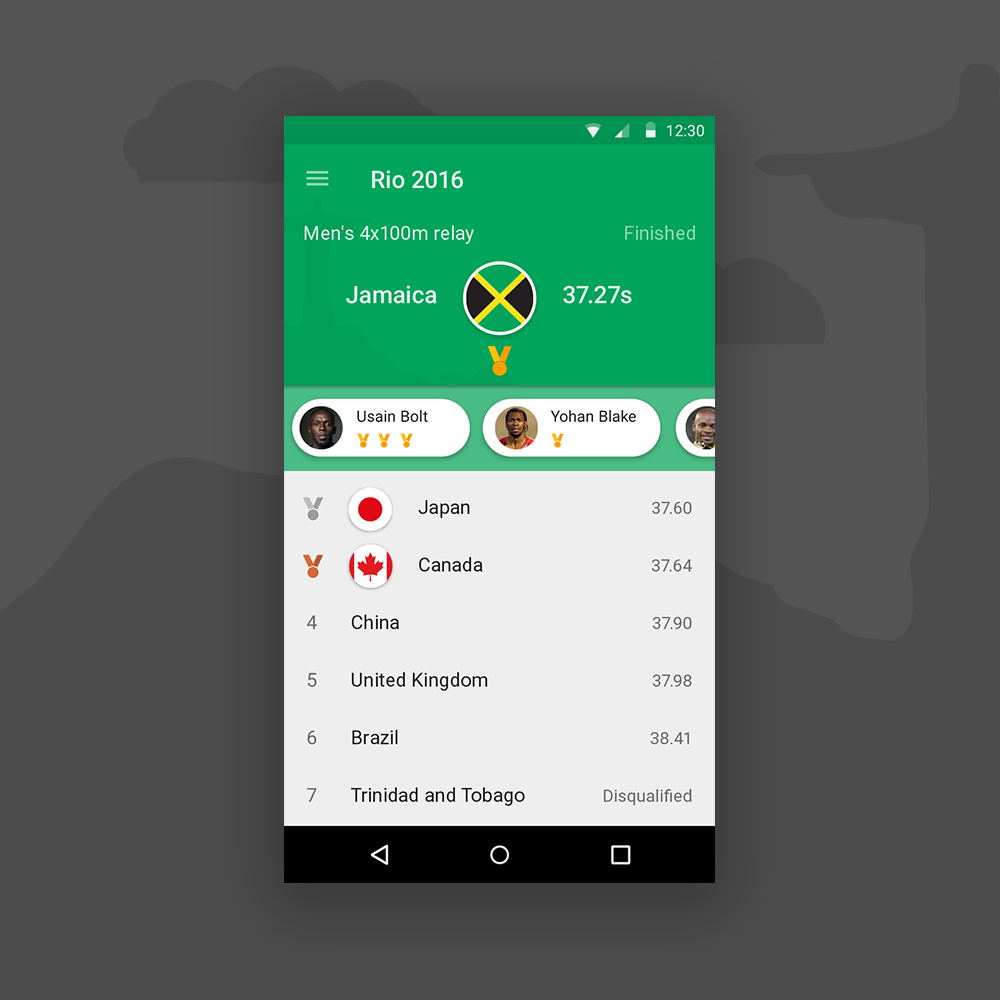 12:30
Rio 2016
Men's 4x100m relay Finished
Jamaica 37.27s
Usain Bolt Yohan Blake
Japan 37.60
Canada 37.64
4 China 37.90
5 United Kingdom 37.98
6 Brazil 38.41
7 Trinidad and Tobago Disqualified